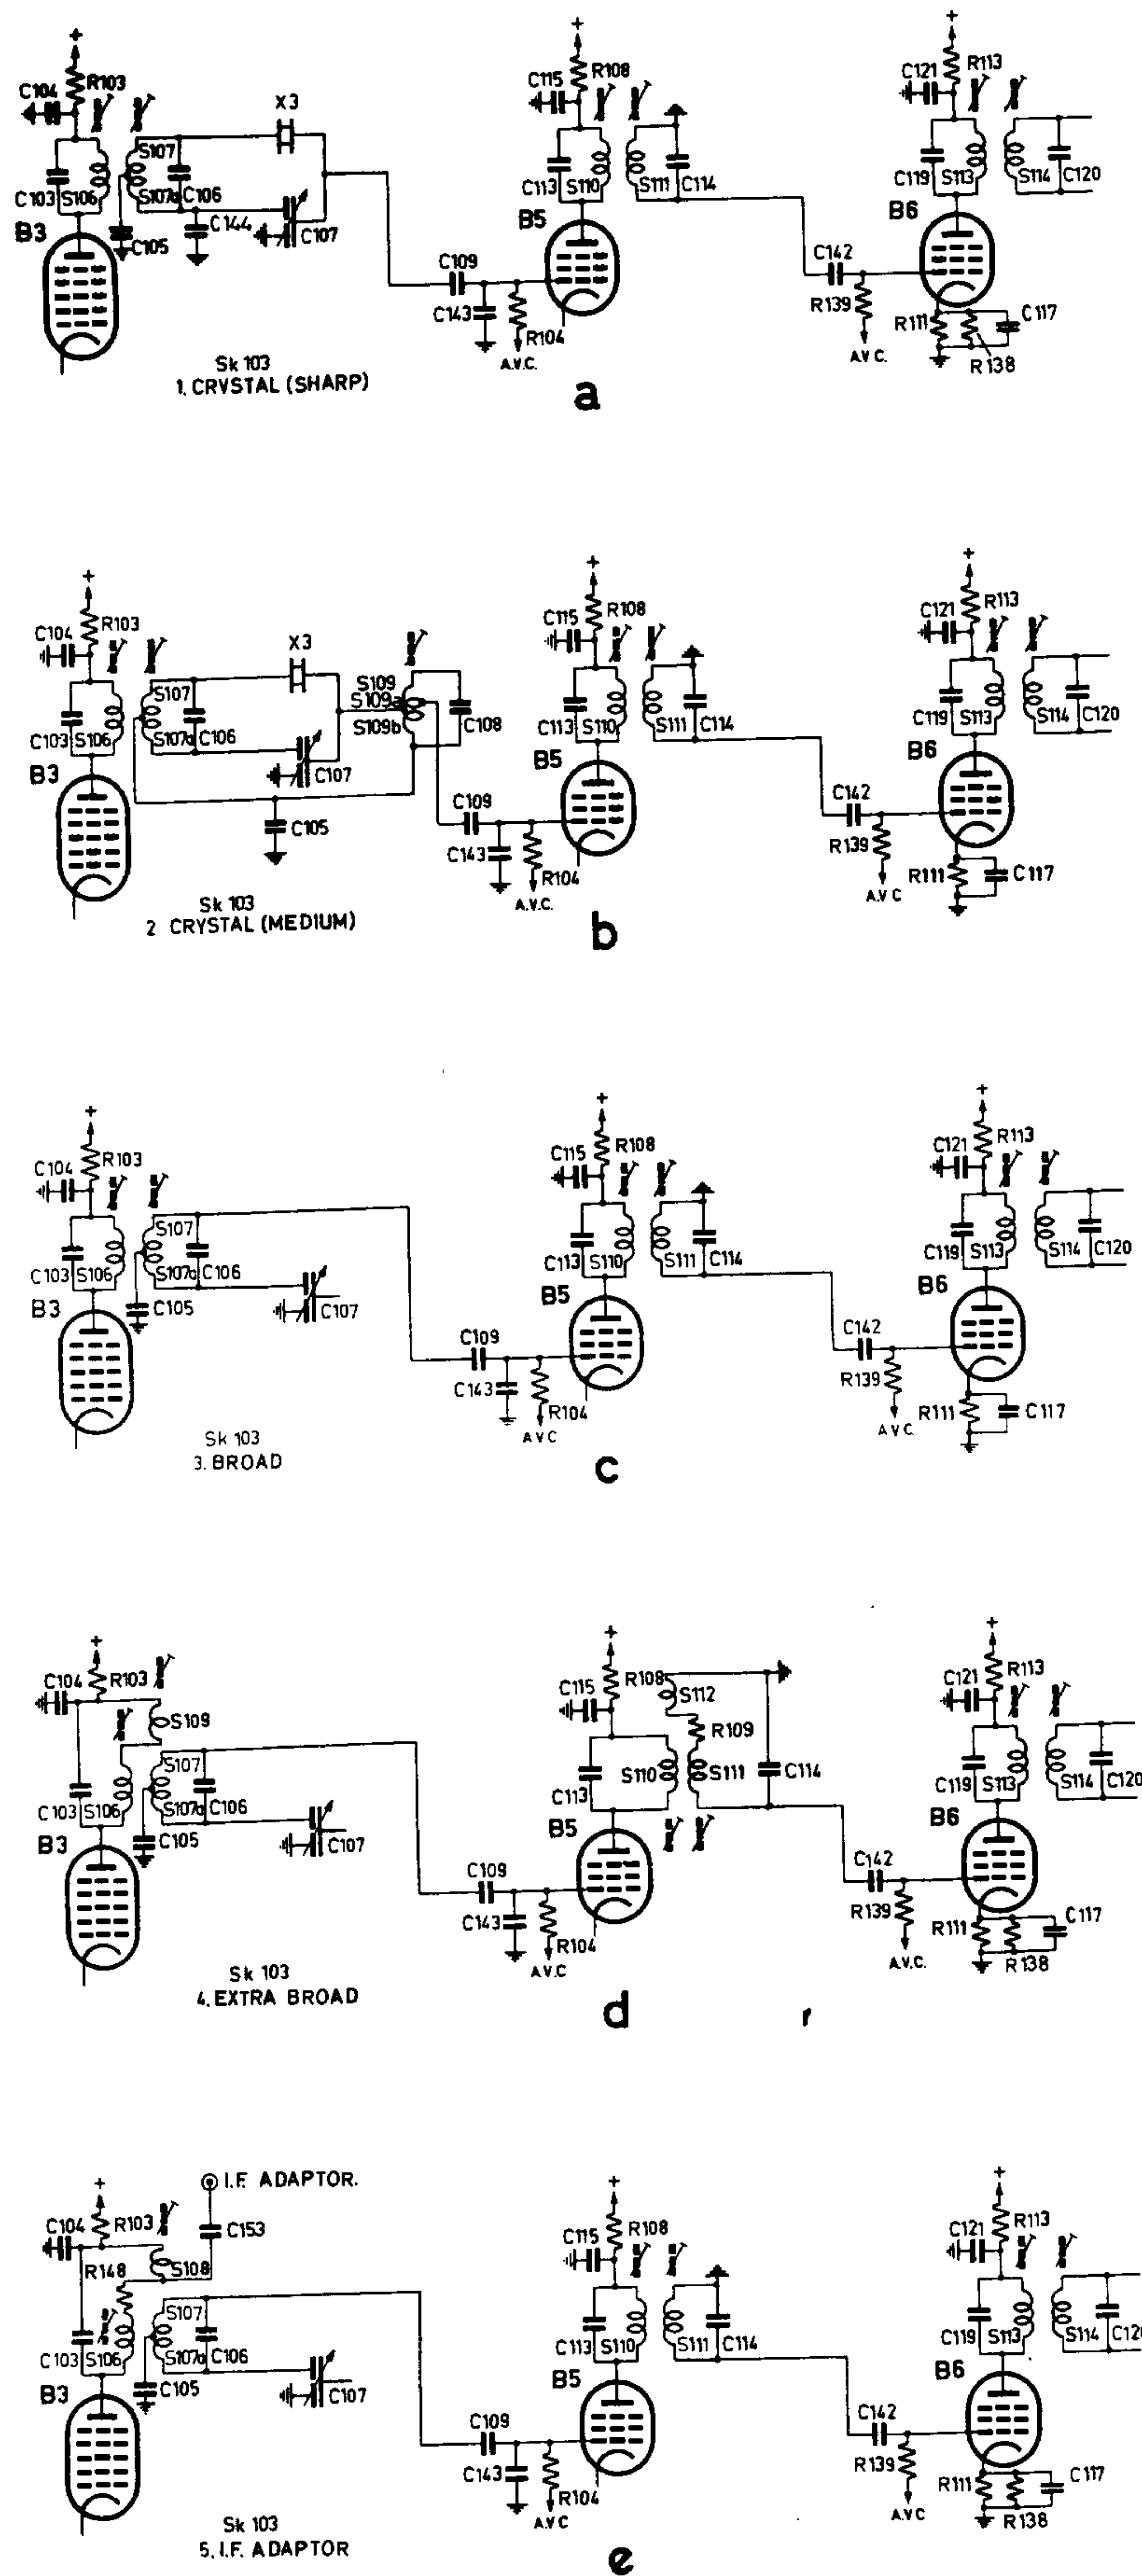 + + +
C104 R103 C115 R108 C121 R113
X3
S107
C103 S106 S107a C106 C113 S110 S111 C114 C119 S113 S114 C120
B3 C105 C144 C107 B5 B6
C109 C142
C143 R104 R139 R111 C117
A.V.C. A.V.C. R138
Sk 103
1. CRYSTAL (SHARP)
a
+ + +
C104 R103 C115 R108 C121 R113
X3
S107 S109
S109a
C103 S106 S107a C106 S109b C108 C113 S110 S111 C114 C119 S113 S114 C120
B3 C107 B5 B6
C105 C109 C142
C143 R104 R139 R111 C117
A.V.C. A.V.C
Sk 103
2 CRYSTAL (MEDIUM)
b
+ + +
C104 R103 C115 R108 C121 R113
S107
C103 S106 S107a C106 C113 S110 S111 C114 C119 S113 S114 C120
B3 C105 C107 B5 B6
C109 C142
C143 R104 R139 R111 C117
A V C A V C.
Sk 103
3. BROAD
c
+ + +
C104 R103 C115 R108 S112 C121 R113
S109 R109
S107
C103 S106 S107a C106 C113 S110 S111 C114 C119 S113 S114 C120
B3 C105 C107 B5 B6
C109 C142
C143 R104 R139 R111 C117
A.V.C A.V.C. R138
Sk 103
4. EXTRA BROAD
d
I.F. ADAPTOR.
+ + +
C104 R103 C153 C115 R108 C121 R113
R148 S108
S107
C103 S106 S107a C106 C113 S110 S111 C114 C119 S113 S114 C120
B3 C105 C107 B5 B6
C109 C142
C143 R104 R139 R111 C117
A.V.C A.V.C R138
Sk 103
5. I.F. ADAPTOR
e